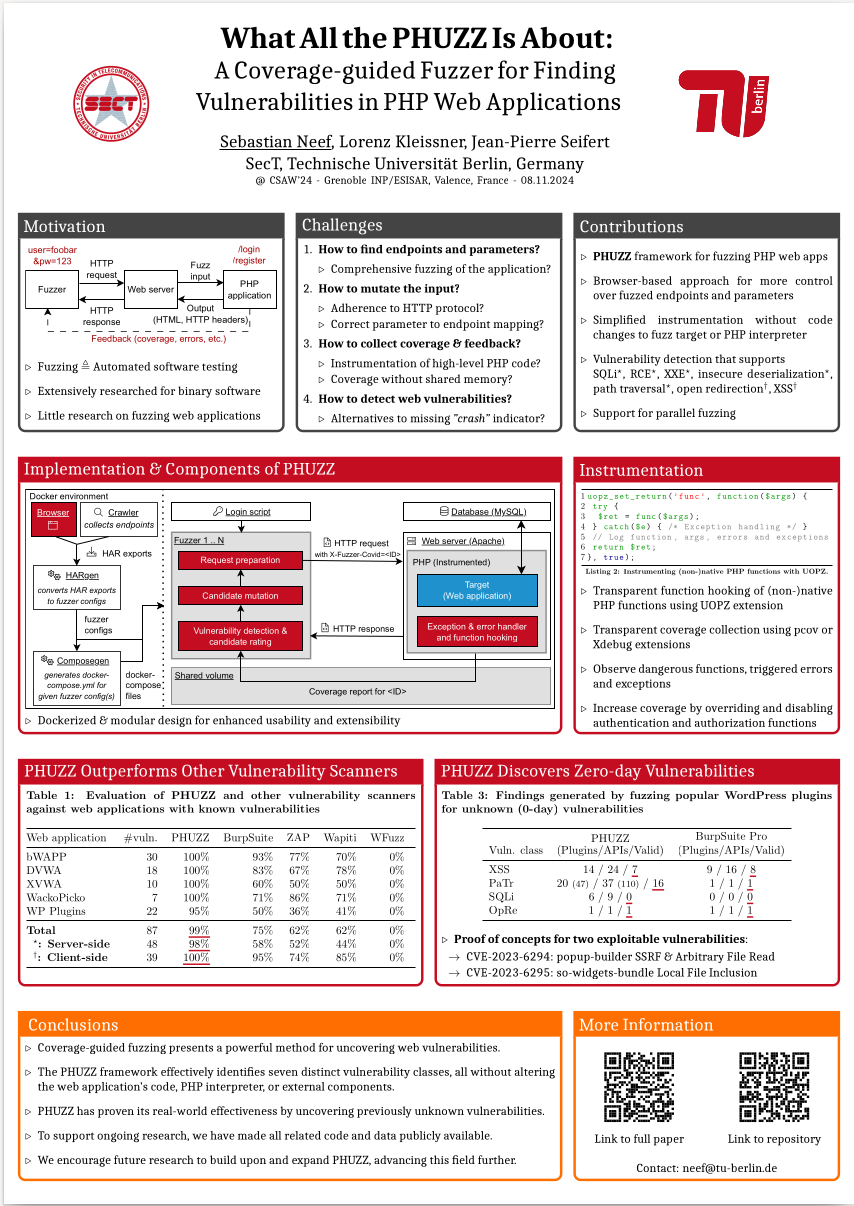 What All the PHUZZ Is About:
A Coverage-guided Fuzzer for Finding
Vulnerabilities in PHP Web Applications
SECURITY IN TELECOMMUNICATIONS
SECT
TECHNISCHE UNIVERSITÄT BERLIN
berlin
Sebastian Neef, Lorenz Kleissner, Jean-Pierre Seifert
SecT, Technische Universität Berlin, Germany
@ CSAW'24 - Grenoble INP/ESISAR, Valence, France - 08.11.2024
Motivation
user=foobar
&pw=123
HTTP
request
Fuzz
input
/login
/register
Fuzzer
Web server
PHP
application
HTTP
response
Output
(HTML, HTTP headers)
Feedback (coverage, errors, etc.)
▹ Fuzzing ≙ Automated software testing
▹ Extensively researched for binary software
▹ Little research on fuzzing web applications
Challenges
1. How to find endpoints and parameters?
▹ Comprehensive fuzzing of the application?
2. How to mutate the input?
▹ Adherence to HTTP protocol?
▹ Correct parameter to endpoint mapping?
3. How to collect coverage & feedback?
▹ Instrumentation of high-level PHP code?
▹ Coverage without shared memory?
4. How to detect web vulnerabilities?
▹ Alternatives to missing "crash" indicator?
Contributions
▹ PHUZZ framework for fuzzing PHP web apps
▹ Browser-based approach for more control
over fuzzed endpoints and parameters
▹ Simplified instrumentation without code
changes to fuzz target or PHP interpreter
▹ Vulnerability detection that supports
SQLi*, RCE*, XXE*, insecure deserialization*,
path traversal*, open redirection†, XSS†
▹ Support for parallel fuzzing
Implementation & Components of PHUZZ
Docker environment
Browser
Crawler
collects endpoints
HAR exports
HARgen
converts HAR exports
to fuzzer configs
fuzzer
configs
Composegen
generates docker-
compose.yml for
given fuzzer config(s)
docker-
compose
files
Login script
Fuzzer 1 .. N
Request preparation
Candidate mutation
Vulnerability detection &
candidate rating
HTTP request
with X-Fuzzer-Covid=<ID>
HTTP response
Database (MySQL)
Web server (Apache)
PHP (Instrumented)
Target
(Web application)
Exception & error handler
and function hooking
Shared volume
Coverage report for <ID>
▹ Dockerized & modular design for enhanced usability and extensibility
Instrumentation
1 uopz_set_return('func', function($args) {
2 try {
3 $ret = func($args);
4 } catch($e) { /* Exception handling */ }
5 // Log function, args, errors and exceptions
6 return $ret;
7 }, true);
Listing 2: Instrumenting (non-)native PHP functions with UOPZ.
▹ Transparent function hooking of (non-)native
PHP functions using UOPZ extension
▹ Transparent coverage collection using pcov or
Xdebug extensions
▹ Observe dangerous functions, triggered errors
and exceptions
▹ Increase coverage by overriding and disabling
authentication and authorization functions
PHUZZ Outperforms Other Vulnerability Scanners
Table 1: Evaluation of PHUZZ and other vulnerability scanners
against web applications with known vulnerabilities
Web application #vuln. PHUZZ BurpSuite ZAP Wapiti WFuzz
bWAPP 30 100% 93% 77% 70% 0%
DVWA 18 100% 83% 67% 78% 0%
XVWA 10 100% 60% 50% 50% 0%
WackoPicko 7 100% 71% 86% 71% 0%
WP Plugins 22 95% 50% 36% 41% 0%
Total 87 99% 75% 62% 62% 0%
*: Server-side 48 98% 58% 52% 44% 0%
†: Client-side 39 100% 95% 74% 85% 0%
PHUZZ Discovers Zero-day Vulnerabilities
Table 3: Findings generated by fuzzing popular WordPress plugins
for unknown (0-day) vulnerabilities
Vuln. class PHUZZ (Plugins/APIs/Valid) BurpSuite Pro (Plugins/APIs/Valid)
XSS 14 / 24 / 7 9 / 16 / 8
PaTr 20 (47) / 37 (110) / 16 1 / 1 / 1
SQLi 6 / 9 / 0 0 / 0 / 0
OpRe 1 / 1 / 1 1 / 1 / 1
▹ Proof of concepts for two exploitable vulnerabilities:
→ CVE-2023-6294: popup-builder SSRF & Arbitrary File Read
→ CVE-2023-6295: so-widgets-bundle Local File Inclusion
Conclusions
▹ Coverage-guided fuzzing presents a powerful method for uncovering web vulnerabilities.
▹ The PHUZZ framework effectively identifies seven distinct vulnerability classes, all without altering
the web application's code, PHP interpreter, or external components.
▹ PHUZZ has proven its real-world effectiveness by uncovering previously unknown vulnerabilities.
▹ To support ongoing research, we have made all related code and data publicly available.
▹ We encourage future research to build upon and expand PHUZZ, advancing this field further.
More Information
Link to full paper
Link to repository
Contact: neef@tu-berlin.de